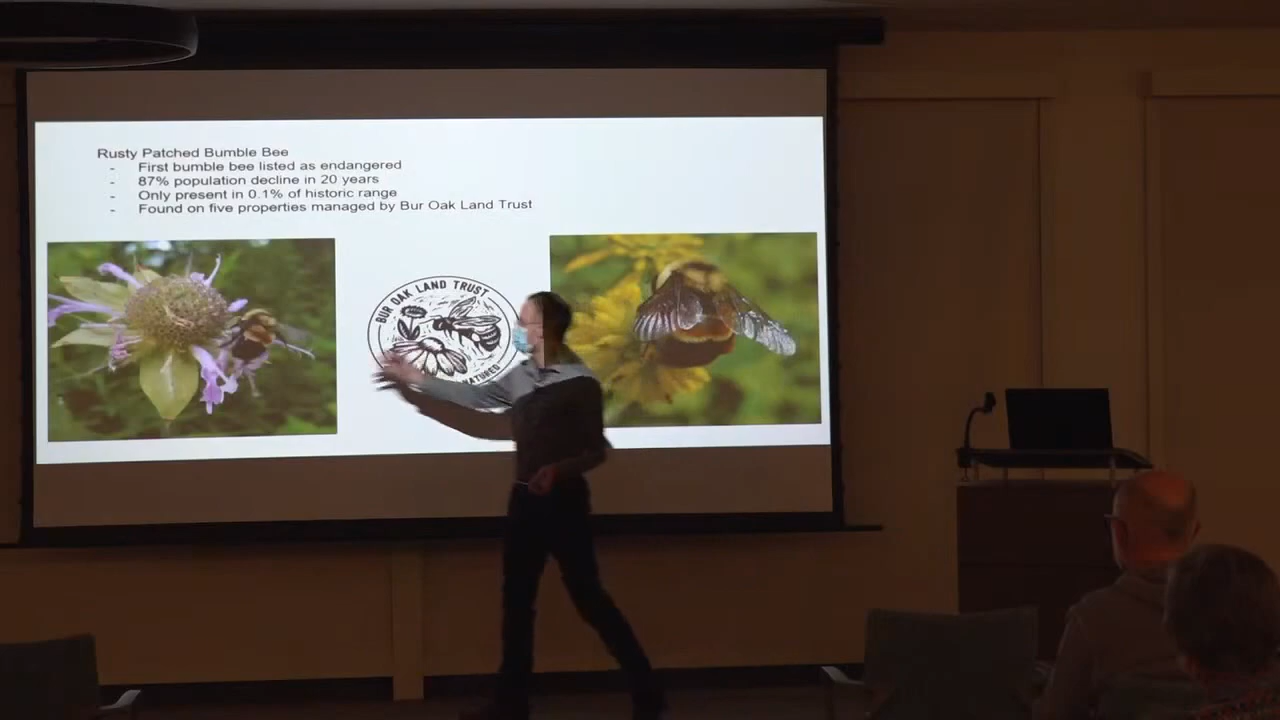 Rusty Patched Bumble Bee
- First bumble bee listed as endangered
- 87% population decline in 20 years
- Only present in 0.1% of historic range
- Found on five properties managed by Bur Oak Land Trust
BUR OAK LAND TRUST
NATURED